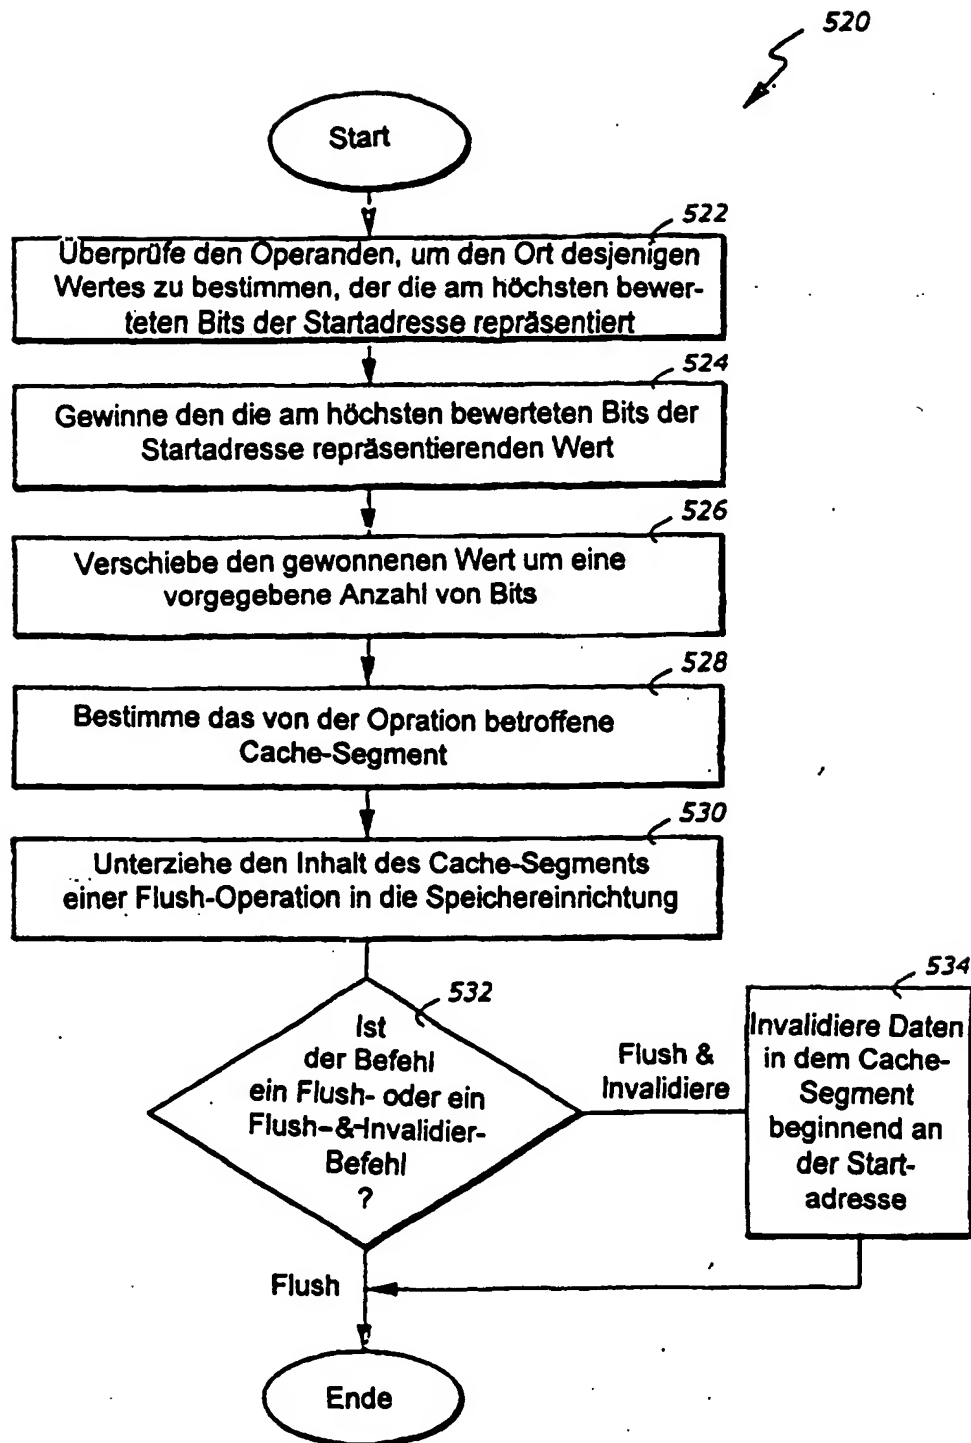 520
Start
522
Überprüfe den Operanden, um den Ort desjenigen
Wertes zu bestimmen, der die am höchsten bewer-
teten Bits der Startadresse repräsentiert
524
Gewinne den die am höchsten bewerteten Bits der
Startadresse repräsentierenden Wert
526
Verschiebe den gewonnenen Wert um eine
vorgegebene Anzahl von Bits
528
Bestimme das von der Opration betroffene
Cache-Segment
530
Unterziehe den Inhalt des Cache-Segments
einer Flush-Operation in die Speichereinrichtung
532
Ist
der Befehl
ein Flush- oder ein
Flush-&-Invalidier-
Befehl
?
Flush &
Invalidiere
534
Invalidiere Daten
in dem Cache-
Segment
beginnend an
der Start-
adresse
Flush
Ende